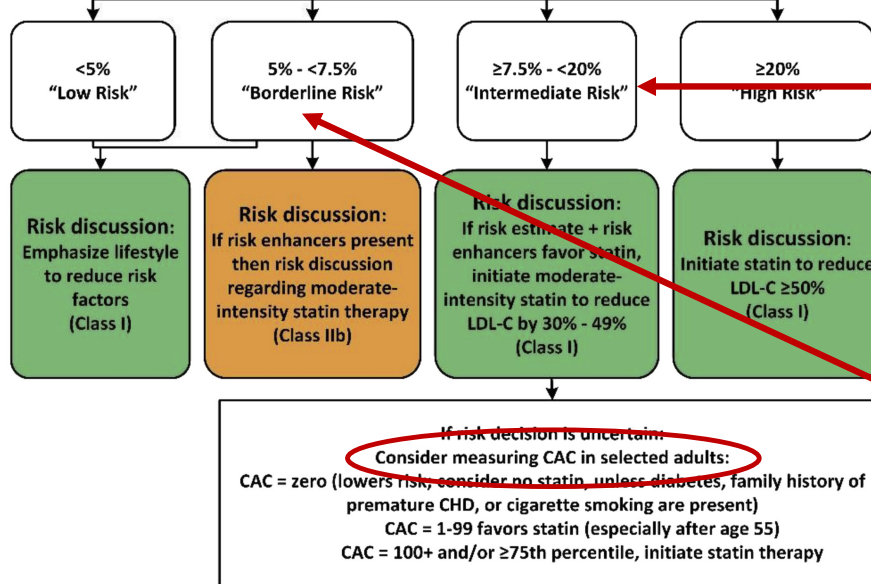 <5%
“Low Risk”
5% - <7.5%
“Borderline Risk”
≥7.5% - <20%
“Intermediate Risk”
≥20%
“High Risk”
Risk discussion:
Emphasize lifestyle
to reduce risk
factors
(Class I)
Risk discussion:
If risk enhancers present
then risk discussion
regarding moderate-
intensity statin therapy
(Class IIb)
Risk discussion:
If risk estimate + risk
enhancers favor statin,
initiate moderate-
intensity statin to reduce
LDL-C by 30% - 49%
(Class I)
Risk discussion:
Initiate statin to reduce
LDL-C ≥50%
(Class I)
If risk decision is uncertain:
Consider measuring CAC in selected adults:
CAC = zero (lowers risk; consider no statin, unless diabetes, family history of
premature CHD, or cigarette smoking are present)
CAC = 1-99 favors statin (especially after age 55)
CAC = 100+ and/or ≥75th percentile, initiate statin therapy